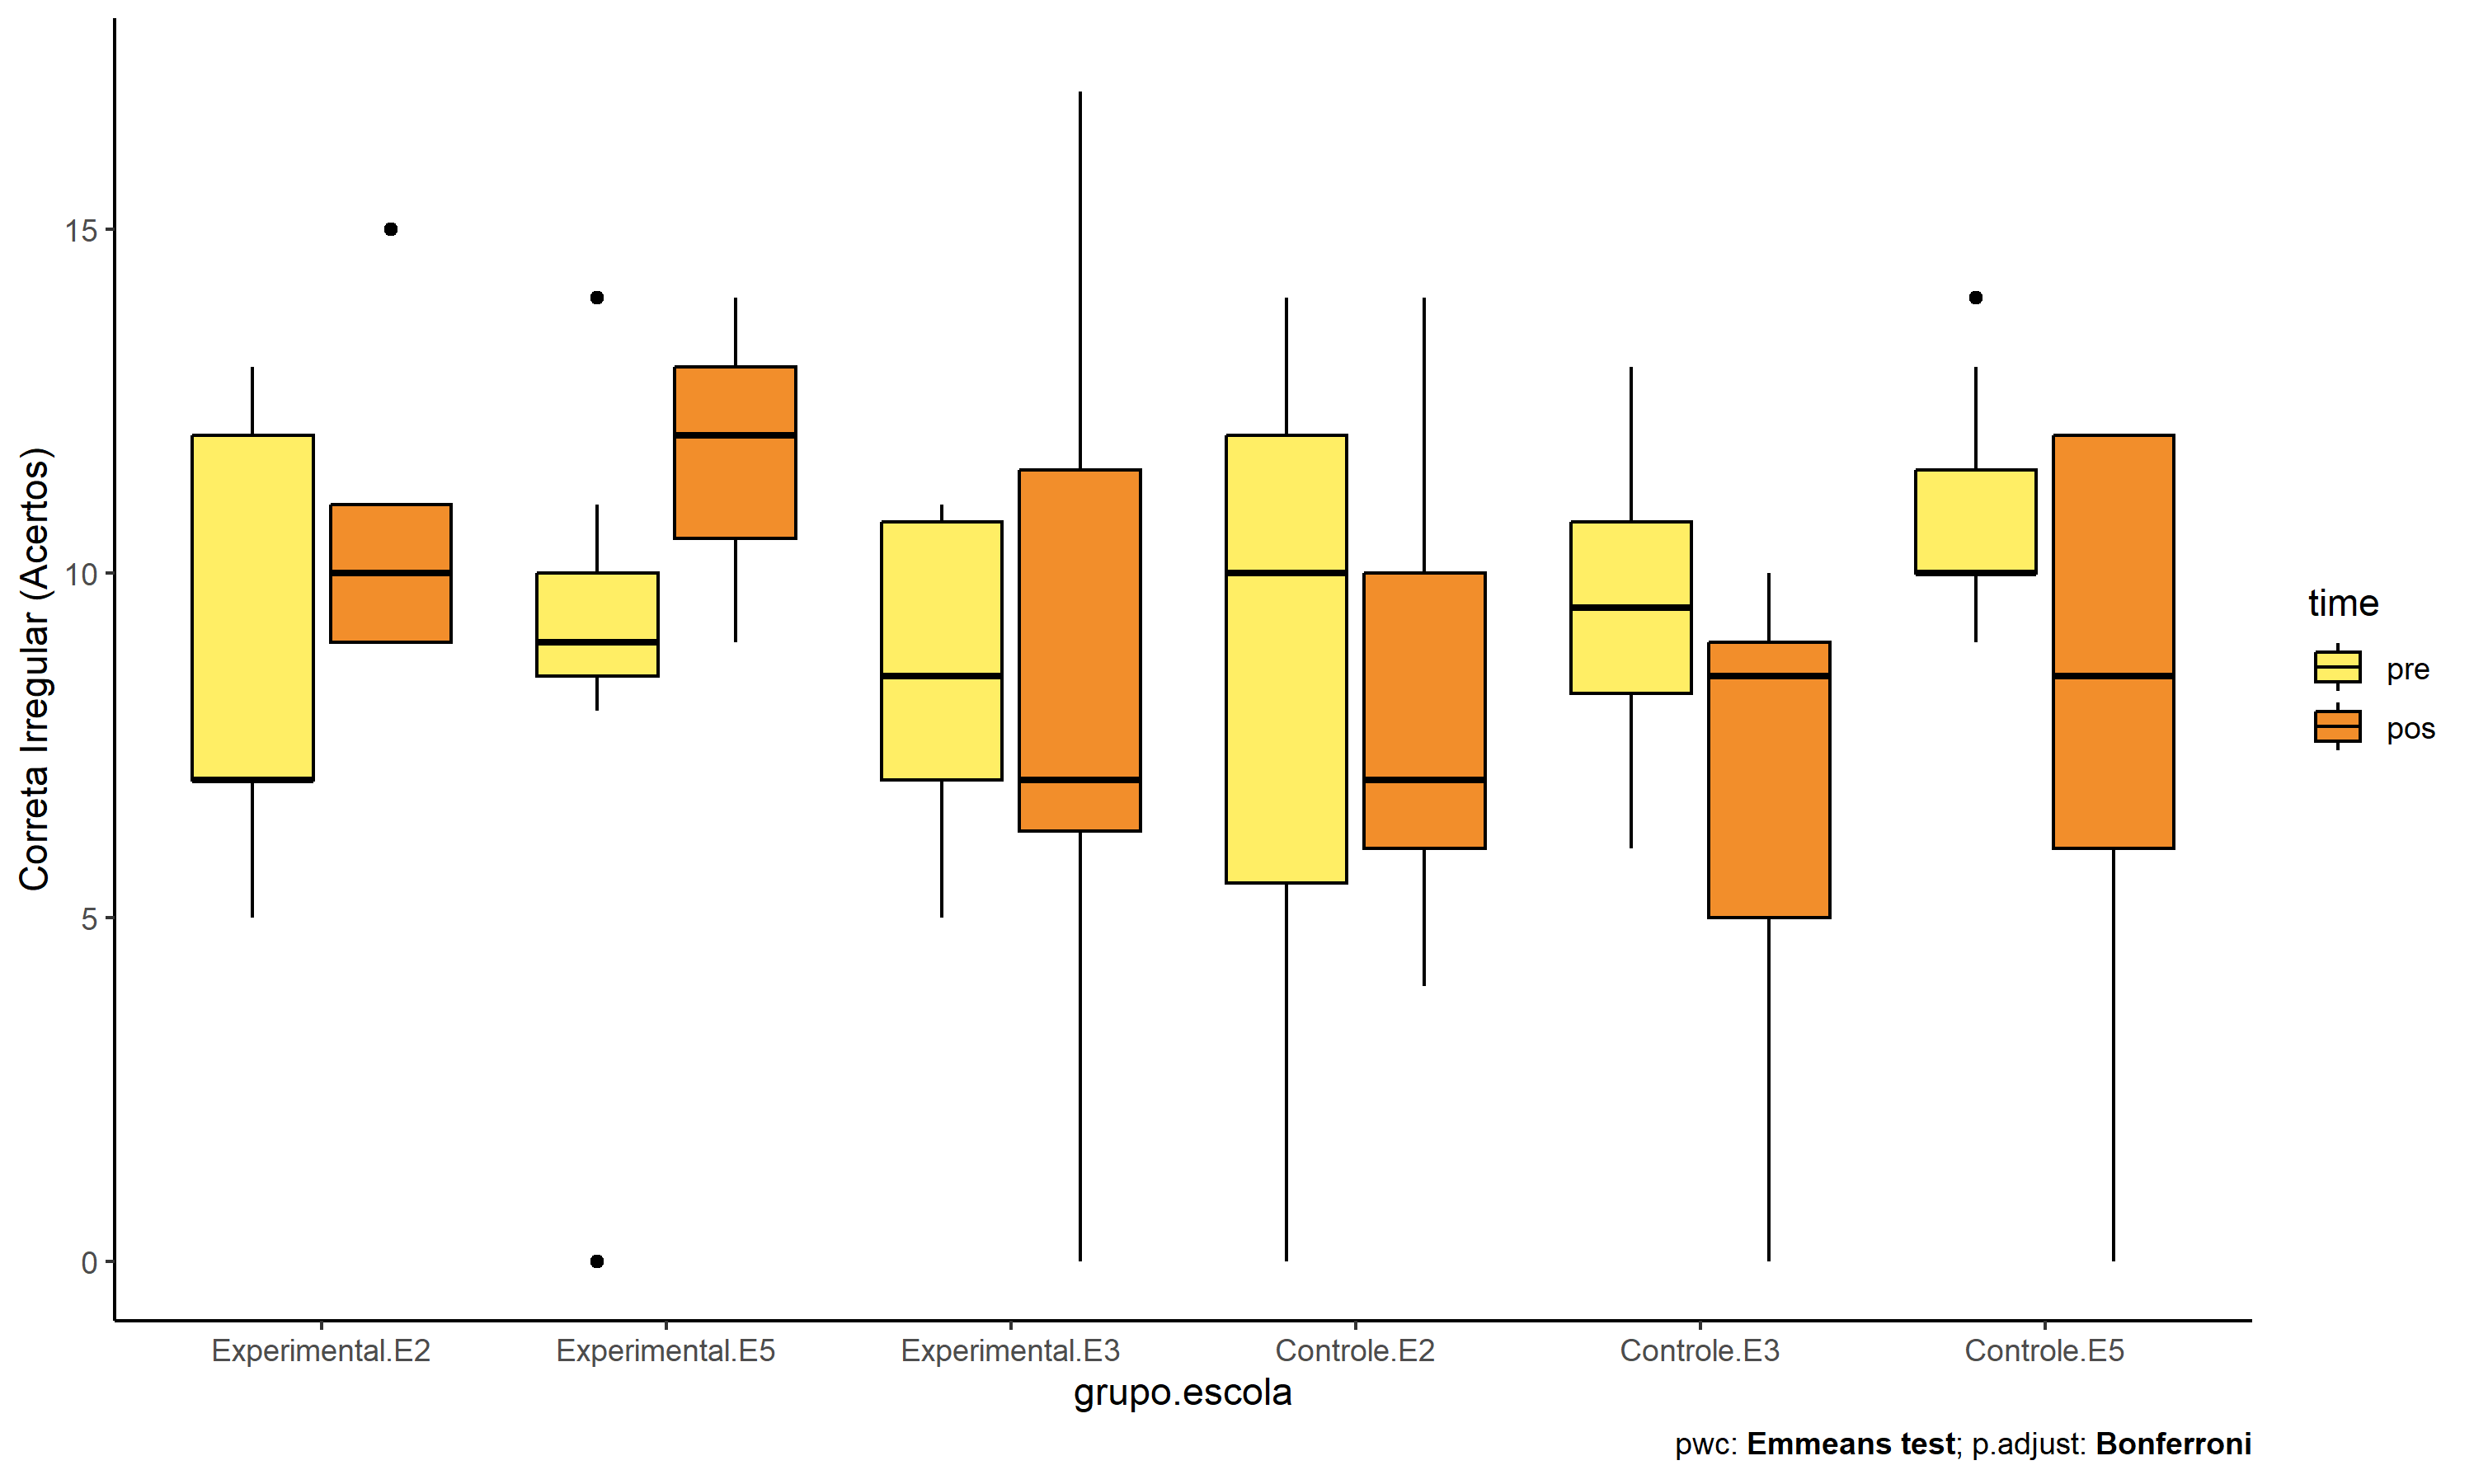 Correta Irregular (Acertos)
15
10
5
0
Experimental.E2
Experimental.E5
Experimental.E3
Controle.E2
Controle.E3
Controle.E5
grupo.escola
time
pre
pos
pwc: Emmeans test; p.adjust: Bonferroni